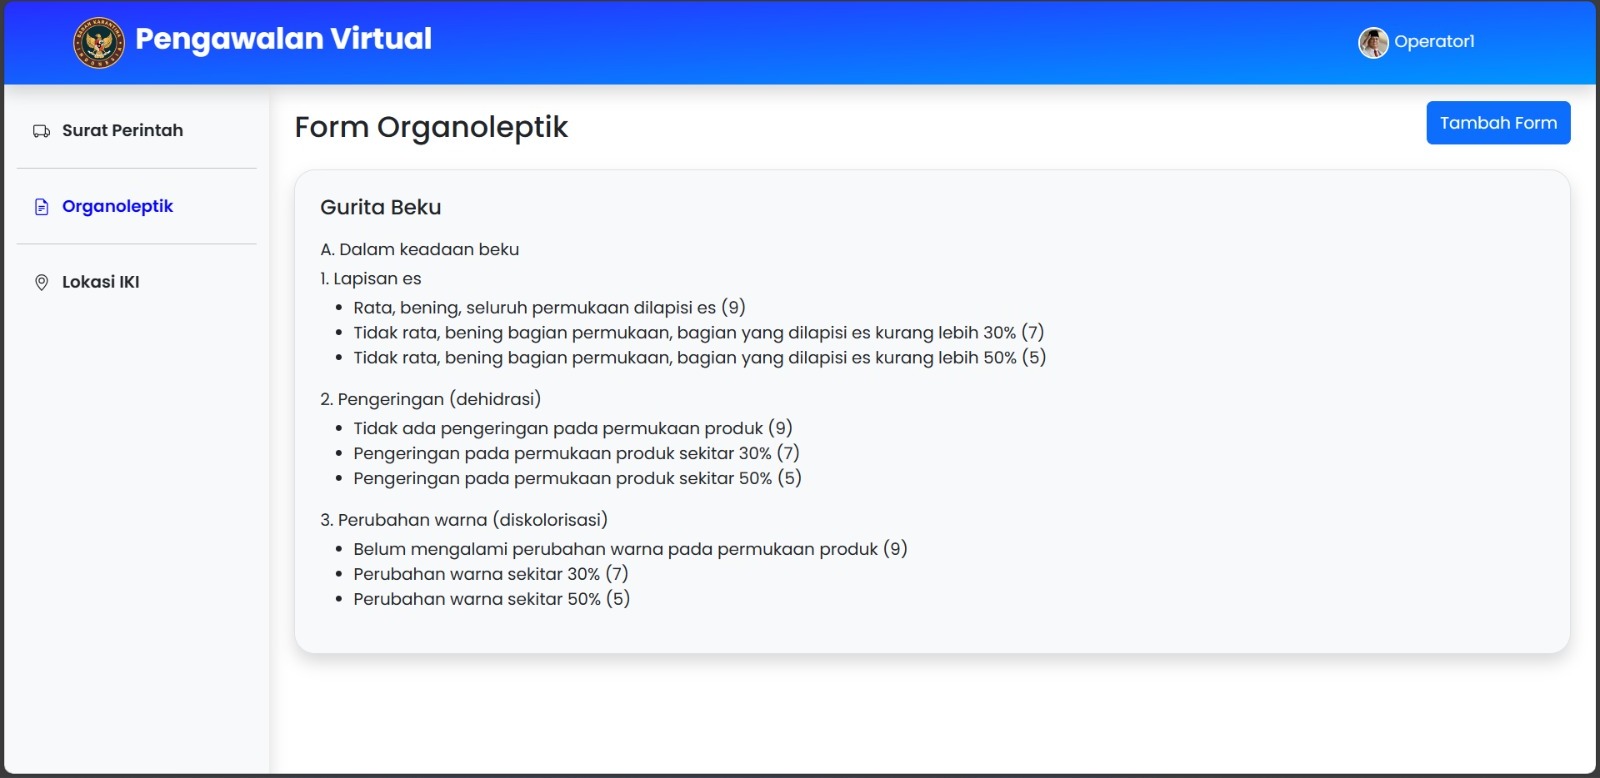 Pengawalan Virtual
Operator1
Surat Perintah
Organoleptik
Lokasi IKI
Form Organoleptik
Tambah Form
Gurita Beku
A. Dalam keadaan beku
1. Lapisan es
• Rata, bening, seluruh permukaan dilapisi es (9)
• Tidak rata, bening bagian permukaan, bagian yang dilapisi es kurang lebih 30% (7)
• Tidak rata, bening bagian permukaan, bagian yang dilapisi es kurang lebih 50% (5)
2. Pengeringan (dehidrasi)
• Tidak ada pengeringan pada permukaan produk (9)
• Pengeringan pada permukaan produk sekitar 30% (7)
• Pengeringan pada permukaan produk sekitar 50% (5)
3. Perubahan warna (diskolorisasi)
• Belum mengalami perubahan warna pada permukaan produk (9)
• Perubahan warna sekitar 30% (7)
• Perubahan warna sekitar 50% (5)